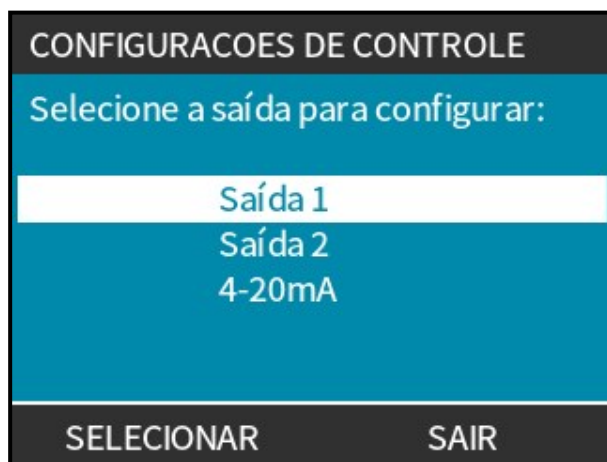 CONFIGURACOES DE CONTROLE
Selecione a saída para configurar:
Saída 1
Saída 2
4-20mA
SELECIONAR SAIR